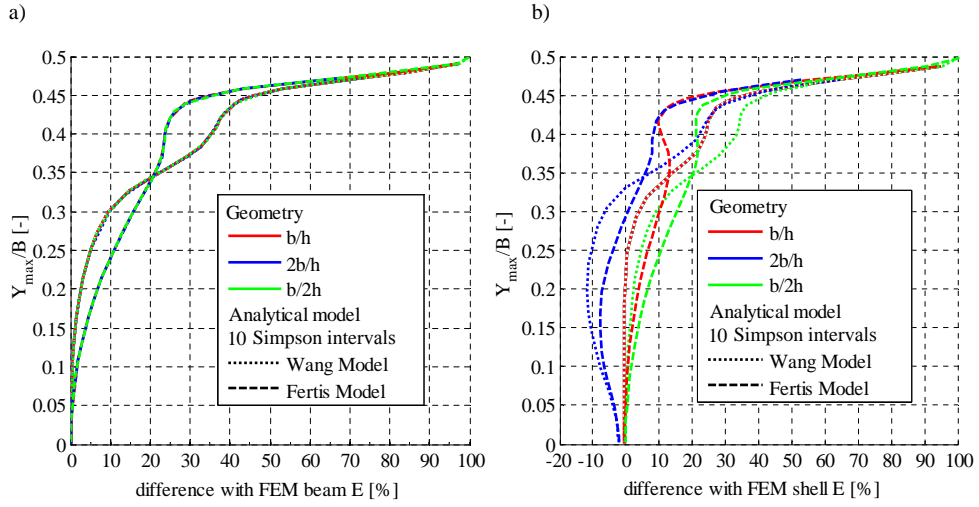 a)
0.5
0.45
0.4
0.35
0.3
0.25
0.2
0.15
0.1
0.05
0
Y_max/B [-]
0 10 20 30 40 50 60 70 80 90 100
difference with FEM beam E [%]
Geometry
b/h
2b/h
b/2h
Analytical model
10 Simpson intervals
Wang Model
Fertis Model
b)
0.5
0.45
0.4
0.35
0.3
0.25
0.2
0.15
0.1
0.05
0
Y_max/B [-]
-20 -10 0 10 20 30 40 50 60 70 80 90 100
difference with FEM shell E [%]
Geometry
b/h
2b/h
b/2h
Analytical model
10 Simpson intervals
Wang Model
Fertis Model